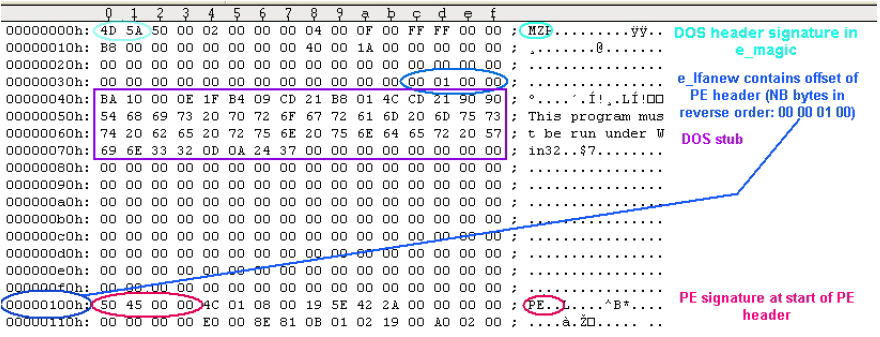 0 1 2 3 4 5 6 7 8 9 a b c d e f
00000000h: 4D 5A 50 00 02 00 00 00 04 00 0F 00 FF FF 00 00 ; MZP.........ÿÿ..
DOS header signature in
e_magic
00000010h: B8 00 00 00 00 00 00 00 40 00 1A 00 00 00 00 00 ; ¸.......@.......
00000020h: 00 00 00 00 00 00 00 00 00 00 00 00 00 00 00 00 ; ................
00000030h: 00 00 00 00 00 00 00 00 00 00 00 00 00 01 00 00 ; ................
e_lfanew contains offset of
PE header (NB bytes in
reverse order: 00 00 01 00)
00000040h: BA 10 00 0E 1F B4 09 CD 21 B8 01 4C CD 21 90 90 ; º....´.Í!¸.LÍ!□□
00000050h: 54 68 69 73 20 70 72 6F 67 72 61 6D 20 6D 75 73 ; This program mus
00000060h: 74 20 62 65 20 72 75 6E 20 75 6E 64 65 72 20 57 ; t be run under W
00000070h: 69 6E 33 32 0D 0A 24 37 00 00 00 00 00 00 00 00 ; in32..$7........
DOS stub
00000080h: 00 00 00 00 00 00 00 00 00 00 00 00 00 00 00 00 ; ................
00000090h: 00 00 00 00 00 00 00 00 00 00 00 00 00 00 00 00 ; ................
000000a0h: 00 00 00 00 00 00 00 00 00 00 00 00 00 00 00 00 ; ................
000000b0h: 00 00 00 00 00 00 00 00 00 00 00 00 00 00 00 00 ; ................
000000c0h: 00 00 00 00 00 00 00 00 00 00 00 00 00 00 00 00 ; ................
000000d0h: 00 00 00 00 00 00 00 00 00 00 00 00 00 00 00 00 ; ................
000000e0h: 00 00 00 00 00 00 00 00 00 00 00 00 00 00 00 00 ; ................
000000f0h: 00 00 00 00 00 00 00 00 00 00 00 00 00 00 00 00 ; ................
00000100h: 50 45 00 00 4C 01 08 00 19 5E 42 2A 00 00 00 00 ; PE..L....^B*....
PE signature at start of PE
header
00000110h: 00 00 00 00 E0 00 8E 81 0B 01 02 19 00 A0 02 00 ; ....à.Ž□..... ..